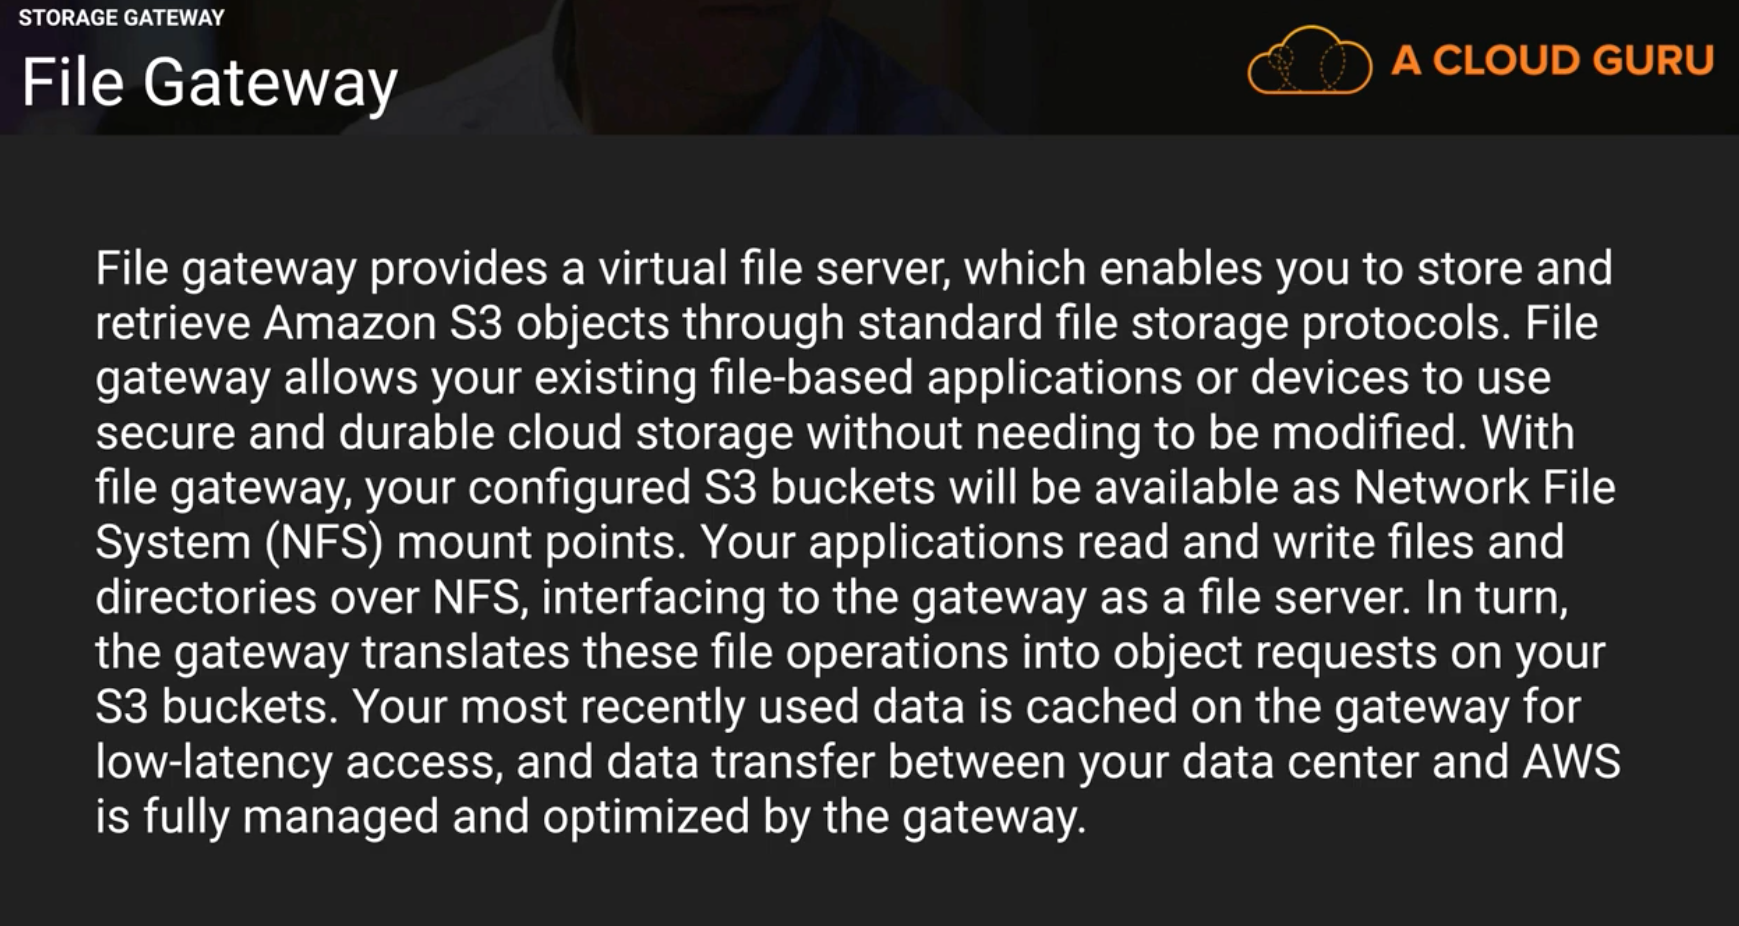 STORAGE GATEWAY
File Gateway
A CLOUD GURU
File gateway provides a virtual file server, which enables you to store and
retrieve Amazon S3 objects through standard file storage protocols. File
gateway allows your existing file-based applications or devices to use
secure and durable cloud storage without needing to be modified. With
file gateway, your configured S3 buckets will be available as Network File
System (NFS) mount points. Your applications read and write files and
directories over NFS, interfacing to the gateway as a file server. In turn,
the gateway translates these file operations into object requests on your
S3 buckets. Your most recently used data is cached on the gateway for
low-latency access, and data transfer between your data center and AWS
is fully managed and optimized by the gateway.